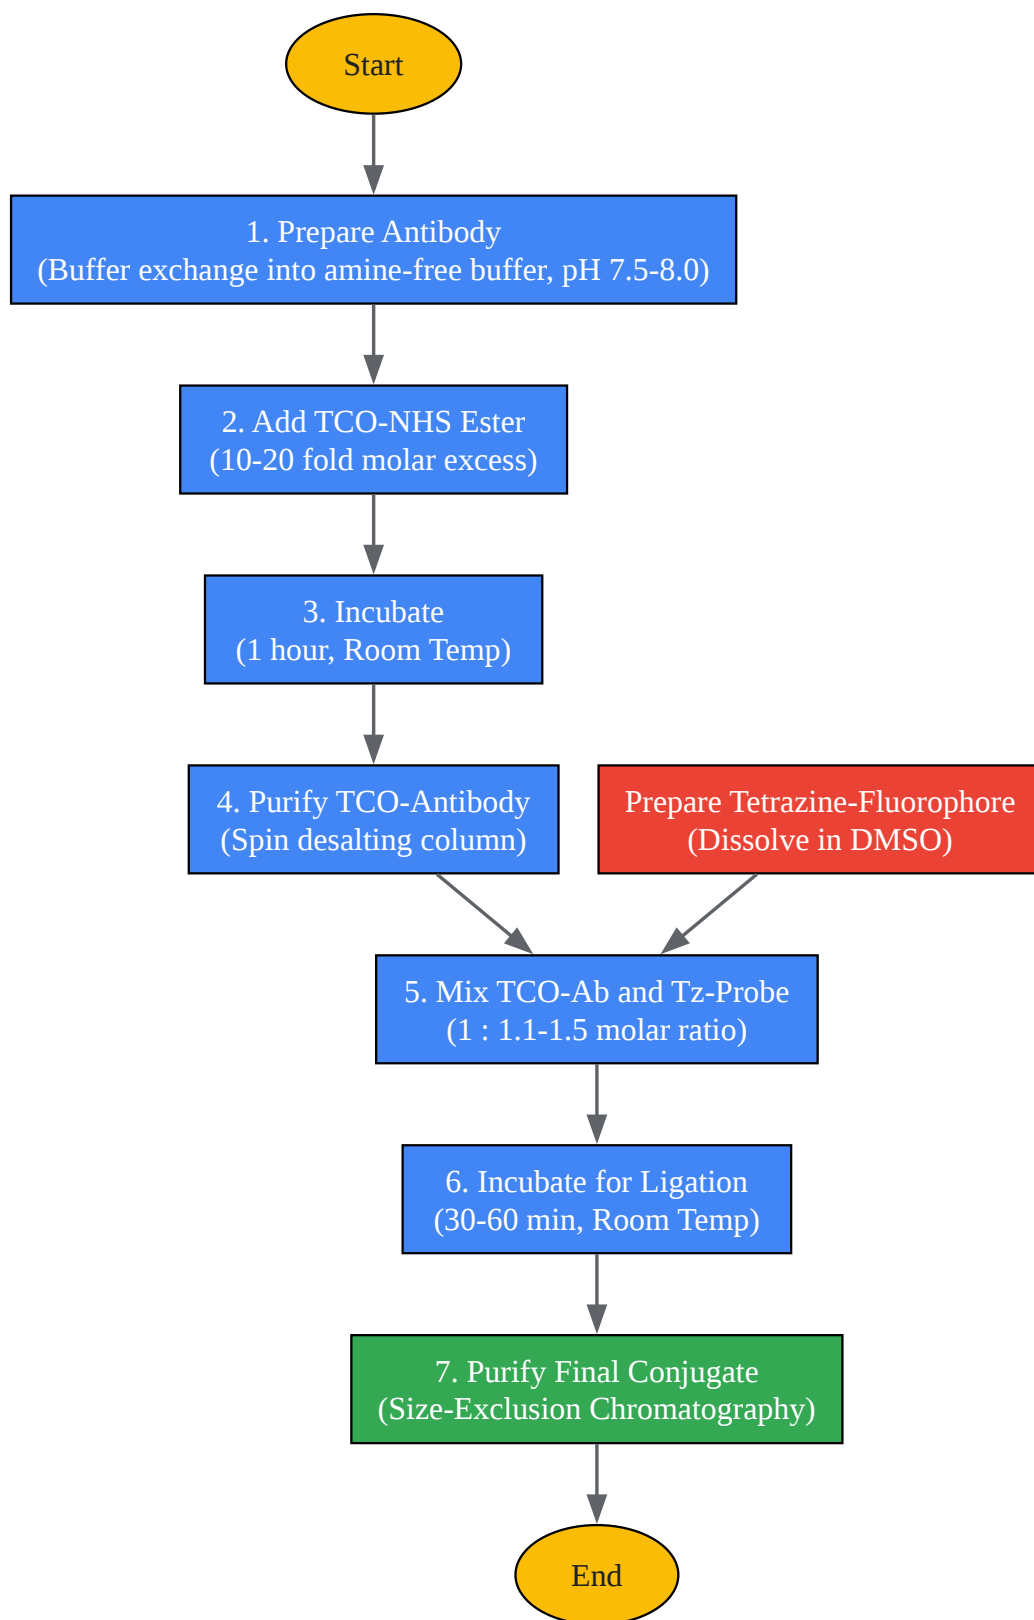 Start
1. Prepare Antibody
(Buffer exchange into amine-free buffer, pH 7.5-8.0)
2. Add TCO-NHS Ester
(10-20 fold molar excess)
3. Incubate
(1 hour, Room Temp)
4. Purify TCO-Antibody
(Spin desalting column)
Prepare Tetrazine-Fluorophore
(Dissolve in DMSO)
5. Mix TCO-Ab and Tz-Probe
(1 : 1.1-1.5 molar ratio)
6. Incubate for Ligation
(30-60 min, Room Temp)
7. Purify Final Conjugate
(Size-Exclusion Chromatography)
End